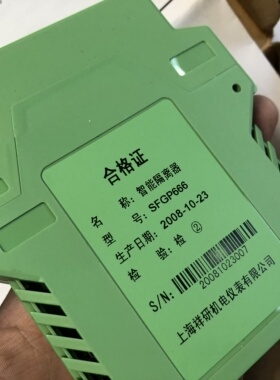 合格证
名称：智能隔离器
型号：SFGP666
生产日期：2008-10-23
检验：检②
S/N：
20081023007
上海祥研机电仪表有限公司